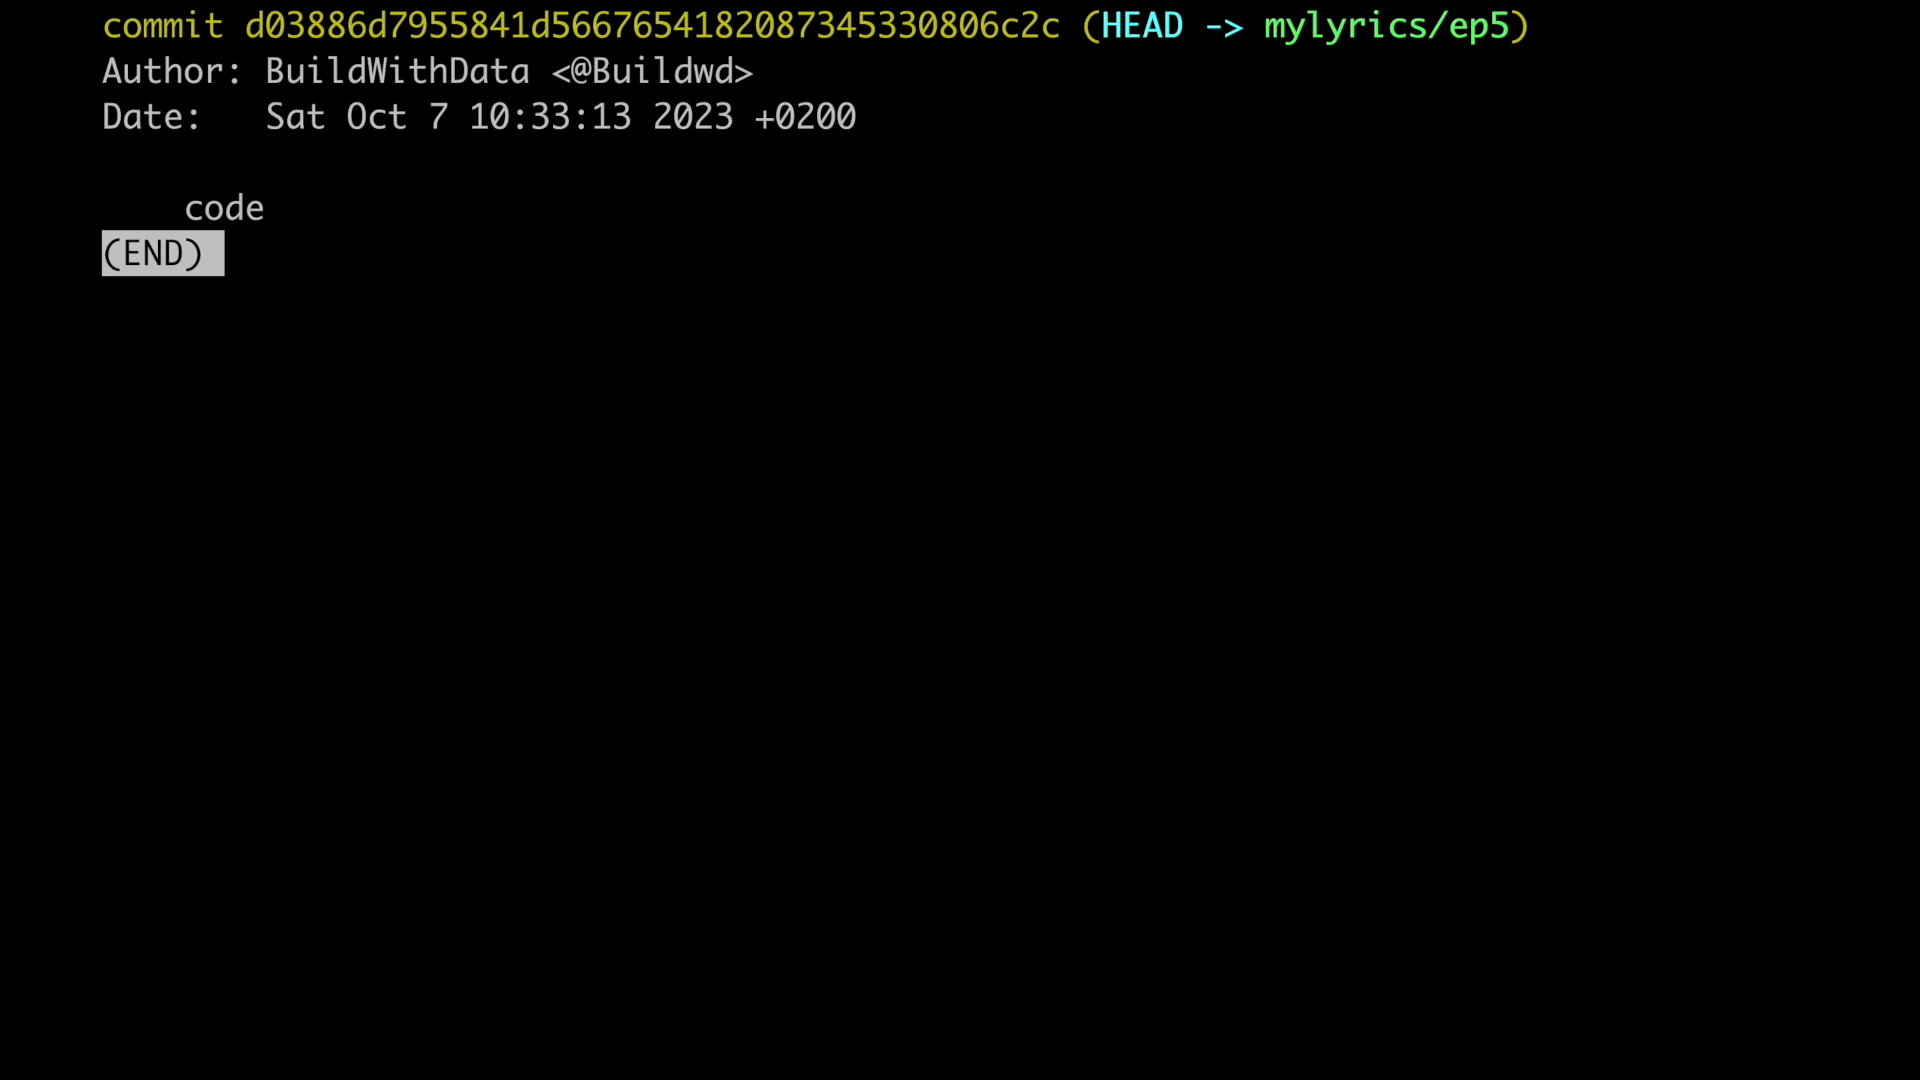 commit d03886d7955841d5667654182087345330806c2c (HEAD -> mylyrics/ep5)
Author: BuildWithData <@Buildwd>
Date:   Sat Oct 7 10:33:13 2023 +0200
    code
(END)